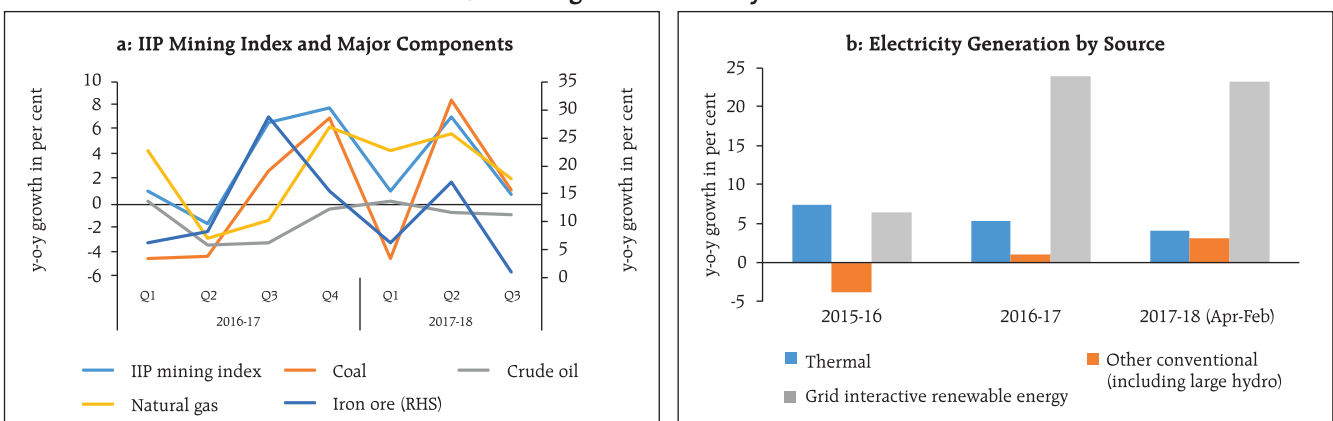 a: IIP Mining Index and Major Components
y-o-y growth in per cent
10
8
6
4
2
0
-2
-4
-6
35
30
25
20
15
10
5
0
y-o-y growth in per cent
Q1 Q2 Q3 Q4 Q1 Q2 Q3
2016-17 2017-18
IIP mining index Coal Crude oil
Natural gas Iron ore (RHS)
b: Electricity Generation by Source
y-o-y growth in per cent
25
20
15
10
5
0
-5
2015-16 2016-17 2017-18 (Apr-Feb)
Thermal
Other conventional
(including large hydro)
Grid interactive renewable energy